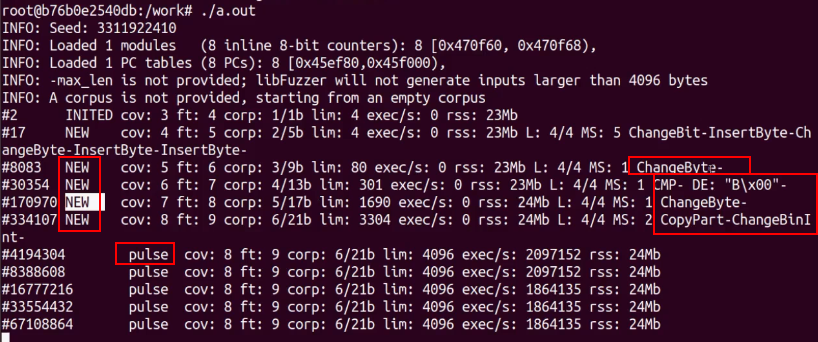 root@b76b0e2540db:/work# ./a.out
INFO: Seed: 3311922410
INFO: Loaded 1 modules   (8 inline 8-bit counters): 8 [0x470f60, 0x470f68),
INFO: Loaded 1 PC tables (8 PCs): 8 [0x45ef80,0x45f000),
INFO: -max_len is not provided; libFuzzer will not generate inputs larger than 4096 bytes
INFO: A corpus is not provided, starting from an empty corpus
#2      INITED cov: 3 ft: 4 corp: 1/1b lim: 4 exec/s: 0 rss: 23Mb
#17     NEW    cov: 4 ft: 5 corp: 2/5b lim: 4 exec/s: 0 rss: 23Mb L: 4/4 MS: 5 ChangeBit-InsertByte-Ch
angeByte-InsertByte-InsertByte-
#8083   NEW    cov: 5 ft: 6 corp: 3/9b lim: 80 exec/s: 0 rss: 23Mb L: 4/4 MS: 1 ChangeByte-
#30354  NEW    cov: 6 ft: 7 corp: 4/13b lim: 301 exec/s: 0 rss: 23Mb L: 4/4 MS: 1 CMP- DE: "B\x00"-
#170970 NEW    cov: 7 ft: 8 corp: 5/17b lim: 1690 exec/s: 0 rss: 24Mb L: 4/4 MS: 1 ChangeByte-
#334107 NEW    cov: 8 ft: 9 corp: 6/21b lim: 3304 exec/s: 0 rss: 24Mb L: 4/4 MS: 2 CopyPart-ChangeBinI
nt-
#4194304        pulse  cov: 8 ft: 9 corp: 6/21b lim: 4096 exec/s: 2097152 rss: 24Mb
#8388608        pulse  cov: 8 ft: 9 corp: 6/21b lim: 4096 exec/s: 2097152 rss: 24Mb
#16777216       pulse  cov: 8 ft: 9 corp: 6/21b lim: 4096 exec/s: 1864135 rss: 24Mb
#33554432       pulse  cov: 8 ft: 9 corp: 6/21b lim: 4096 exec/s: 1864135 rss: 24Mb
#67108864       pulse  cov: 8 ft: 9 corp: 6/21b lim: 4096 exec/s: 1864135 rss: 24Mb